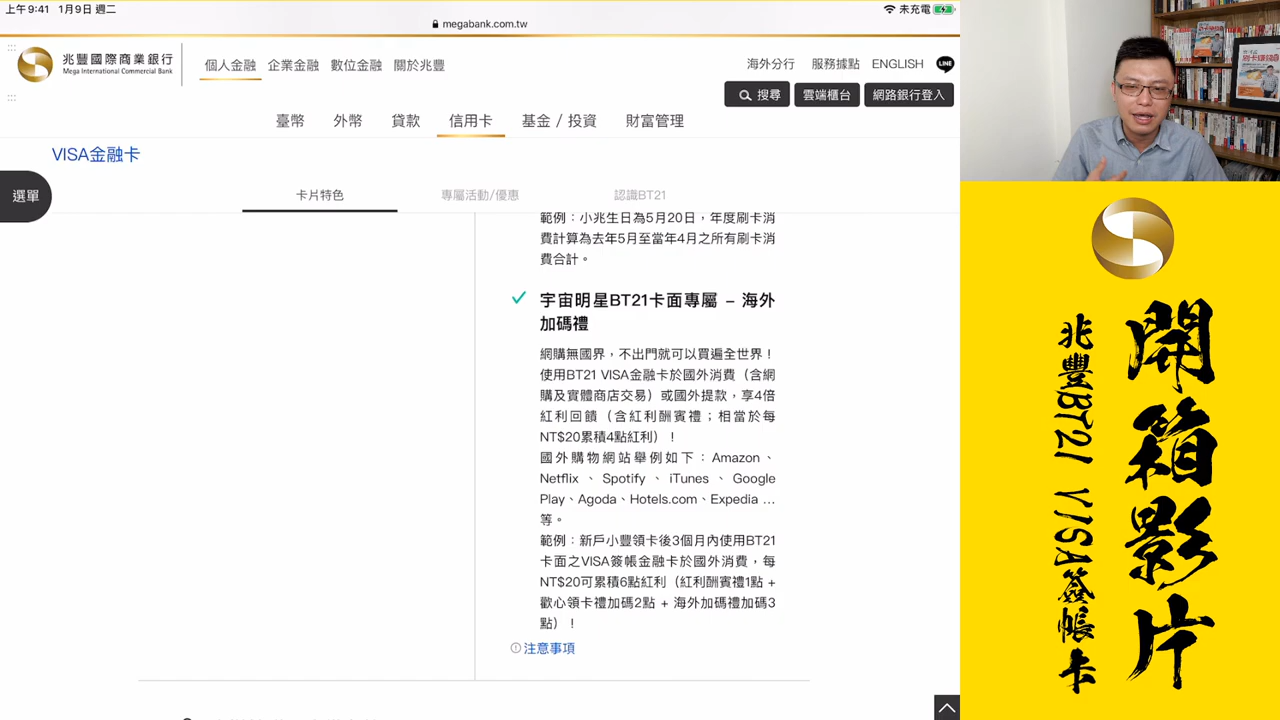 上午9:41 1月9日 週二
未充電
megabank.com.tw
兆豐國際商業銀行
Mega International Commercial Bank
個人金融 企業金融 數位金融 關於兆豐
海外分行 服務據點 ENGLISH LINE
搜尋 雲端櫃台 網路銀行登入
臺幣 外幣 貸款 信用卡 基金 / 投資 財富管理
VISA金融卡
選單
卡片特色 專屬活動/優惠 認識BT21
範例：小兆生日為5月20日，年度刷卡消
費計算為去年5月至當年4月之所有刷卡消
費合計。
宇宙明星BT21卡面專屬 – 海外
加碼禮
網購無國界，不出門就可以買遍全世界！
使用BT21 VISA金融卡於國外消費（含網
購及實體商店交易）或國外提款，享4倍
紅利回饋（含紅利酬賓禮；相當於每
NT$20累積4點紅利）！
國外購物網站舉例如下：Amazon、
Netflix、Spotify、iTunes、Google
Play、Agoda、Hotels.com、Expedia …
等。
範例：新戶小豐領卡後3個月內使用BT21
卡面之VISA簽帳金融卡於國外消費，每
NT$20可累積6點紅利（紅利酬賓禮1點 +
歡心領卡禮加碼2點 + 海外加碼禮加碼3
點）！
注意事項
開箱影片
兆豐BT21 VISA簽帳卡